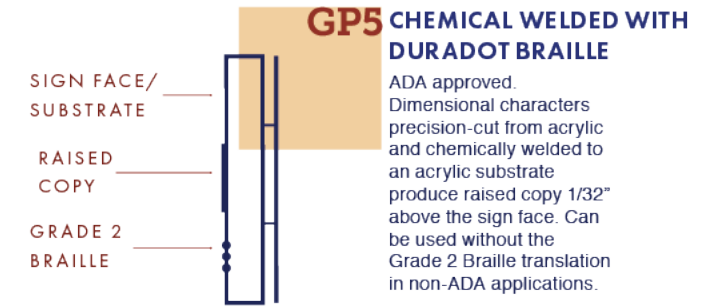 GP5 CHEMICAL WELDED WITH
DURADOT BRAILLE
SIGN FACE/
SUBSTRATE
RAISED
COPY
GRADE 2
BRAILLE
ADA approved.
Dimensional characters
precision-cut from acrylic
and chemically welded to
an acrylic substrate
produce raised copy 1/32”
above the sign face. Can
be used without the
Grade 2 Braille translation
in non-ADA applications.